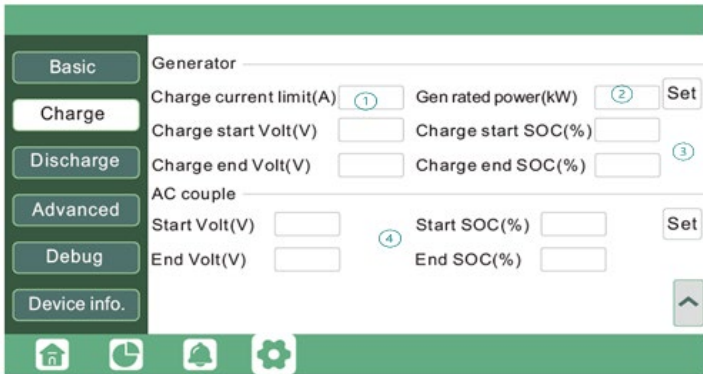 Basic
Charge
Discharge
Advanced
Debug
Device info.
Generator
Charge current limit(A) ① Gen rated power(kW) ② Set
Charge start Volt(V) Charge start SOC(%)
Charge end Volt(V) Charge end SOC(%) ③
AC couple
Start Volt(V) Start SOC(%) Set
④
End Volt(V) End SOC(%)